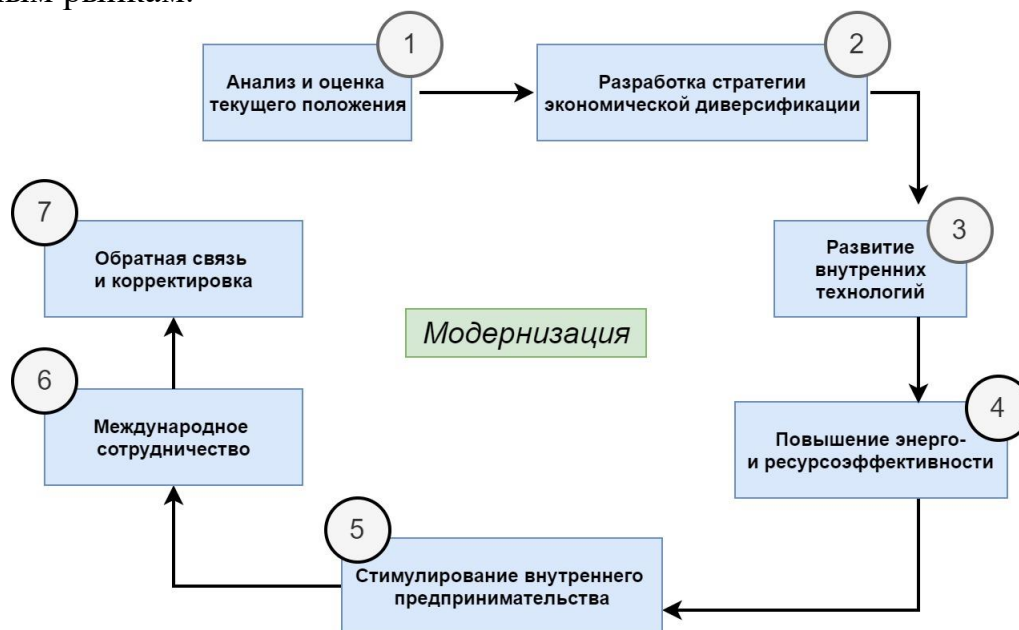 рынкам.
1
Анализ и оценка
текущего положения
2
Разработка стратегии
экономической диверсификации
3
Развитие
внутренних
технологий
4
Повышение энерго-
и ресурсоэффективности
5
Стимулирование внутреннего
предпринимательства
6
Международное
сотрудничество
7
Обратная связь
и корректировка
Модернизация